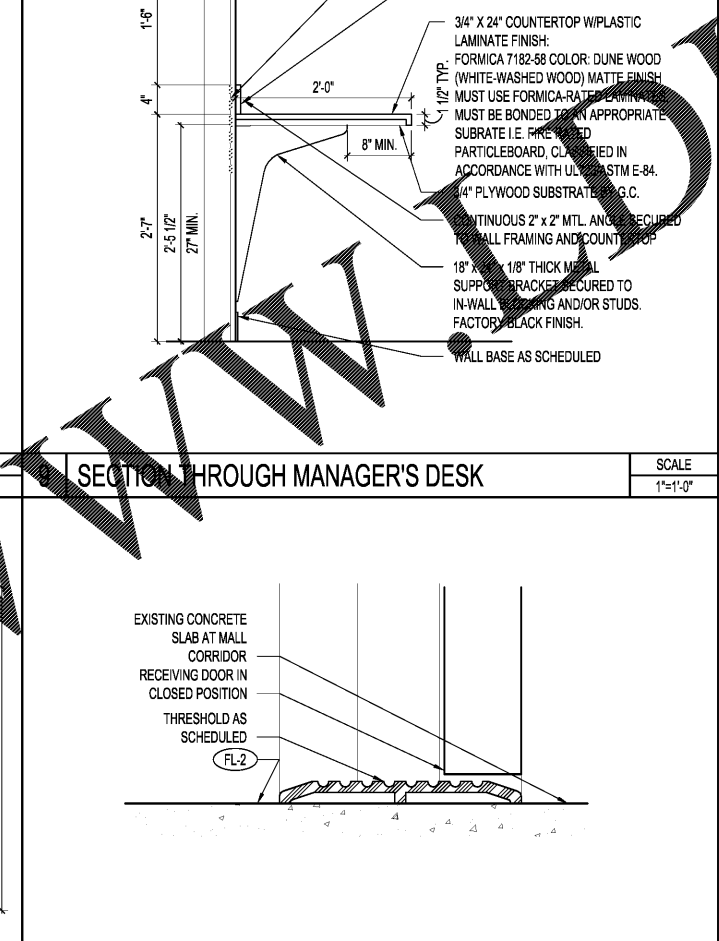 1'-6"
4"
2'-7"
2'-5 1/2"
27" MIN.
2'-0"
8" MIN.
1 1/2" TYP.
3/4" X 24" COUNTERTOP W/PLASTIC
LAMINATE FINISH:
FORMICA 7182-58 COLOR: DUNE WOOD
(WHITE-WASHED WOOD) MATTE FINISH
MUST USE FORMICA-RATED LAMINATES.
MUST BE BONDED TO AN APPROPRIATE
SUBRATE I.E. FIRE RATED
PARTICLEBOARD, CLASSIFIED IN
ACCORDANCE WITH ASTM E-84.
3/4" PLYWOOD SUBSTRATE BY G.C.
CONTINUOUS 2" x 2" MTL. ANGLE SECURED
TO WALL FRAMING AND COUNTERTOP
18" x 1/8" THICK METAL
SUPPORT BRACKET SECURED TO
IN-WALL BLOCKING AND/OR STUDS.
FACTORY BLACK FINISH.
WALL BASE AS SCHEDULED
9 SECTION THROUGH MANAGER'S DESK
SCALE
1"=1'-0"
EXISTING CONCRETE
SLAB AT MALL
CORRIDOR
RECEIVING DOOR IN
CLOSED POSITION
THRESHOLD AS
SCHEDULED
FL-2